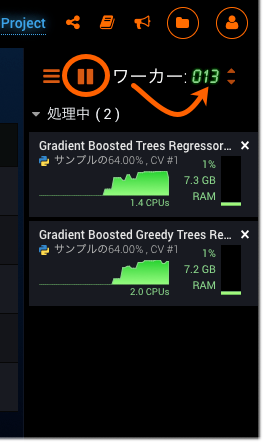 Project
ワーカー: 013
処理中 ( 2 )
Gradient Boosted Trees Regressor... ×
サンプルの64.00% , CV #1
1%
7.3 GB
RAM
1.4 CPUs
Gradient Boosted Greedy Trees Re... ×
サンプルの64.00% , CV #1
1%
7.2 GB
RAM
2.0 CPUs